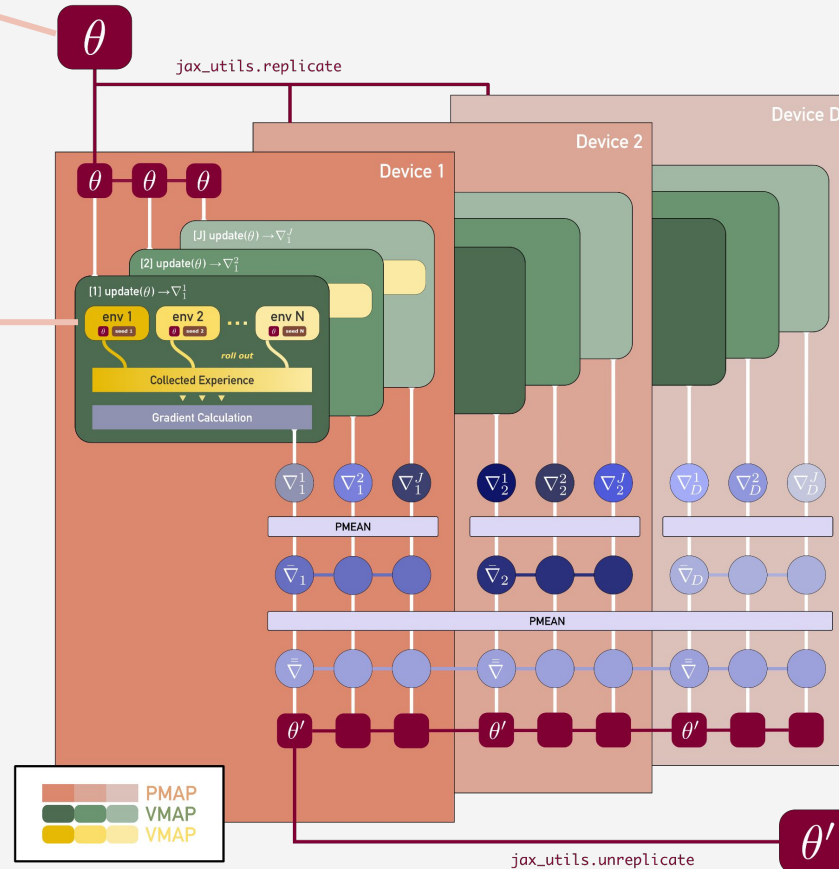 θ
jax_utils.replicate
Device D
Device 2
Device 1
θ θ θ
[J] update(θ) → ∇₁ᴶ
[2] update(θ) → ∇₁²
[1] update(θ) → ∇₁¹
env 1 env 2 ... env N
θ seed 1 θ seed 2 θ seed N
roll out
Collected Experience
Gradient Calculation
∇₁¹ ∇₁² ∇₁ᴶ ∇₂¹ ∇₂² ∇₂ᴶ ∇_D¹ ∇_D² ∇_Dᴶ
PMEAN
∇̄₁ ∇̄₂ ∇̄_D
PMEAN
∇̿ ∇̿ ∇̿
θ′ θ′ θ′
PMAP
VMAP
VMAP
θ′
jax_utils.unreplicate